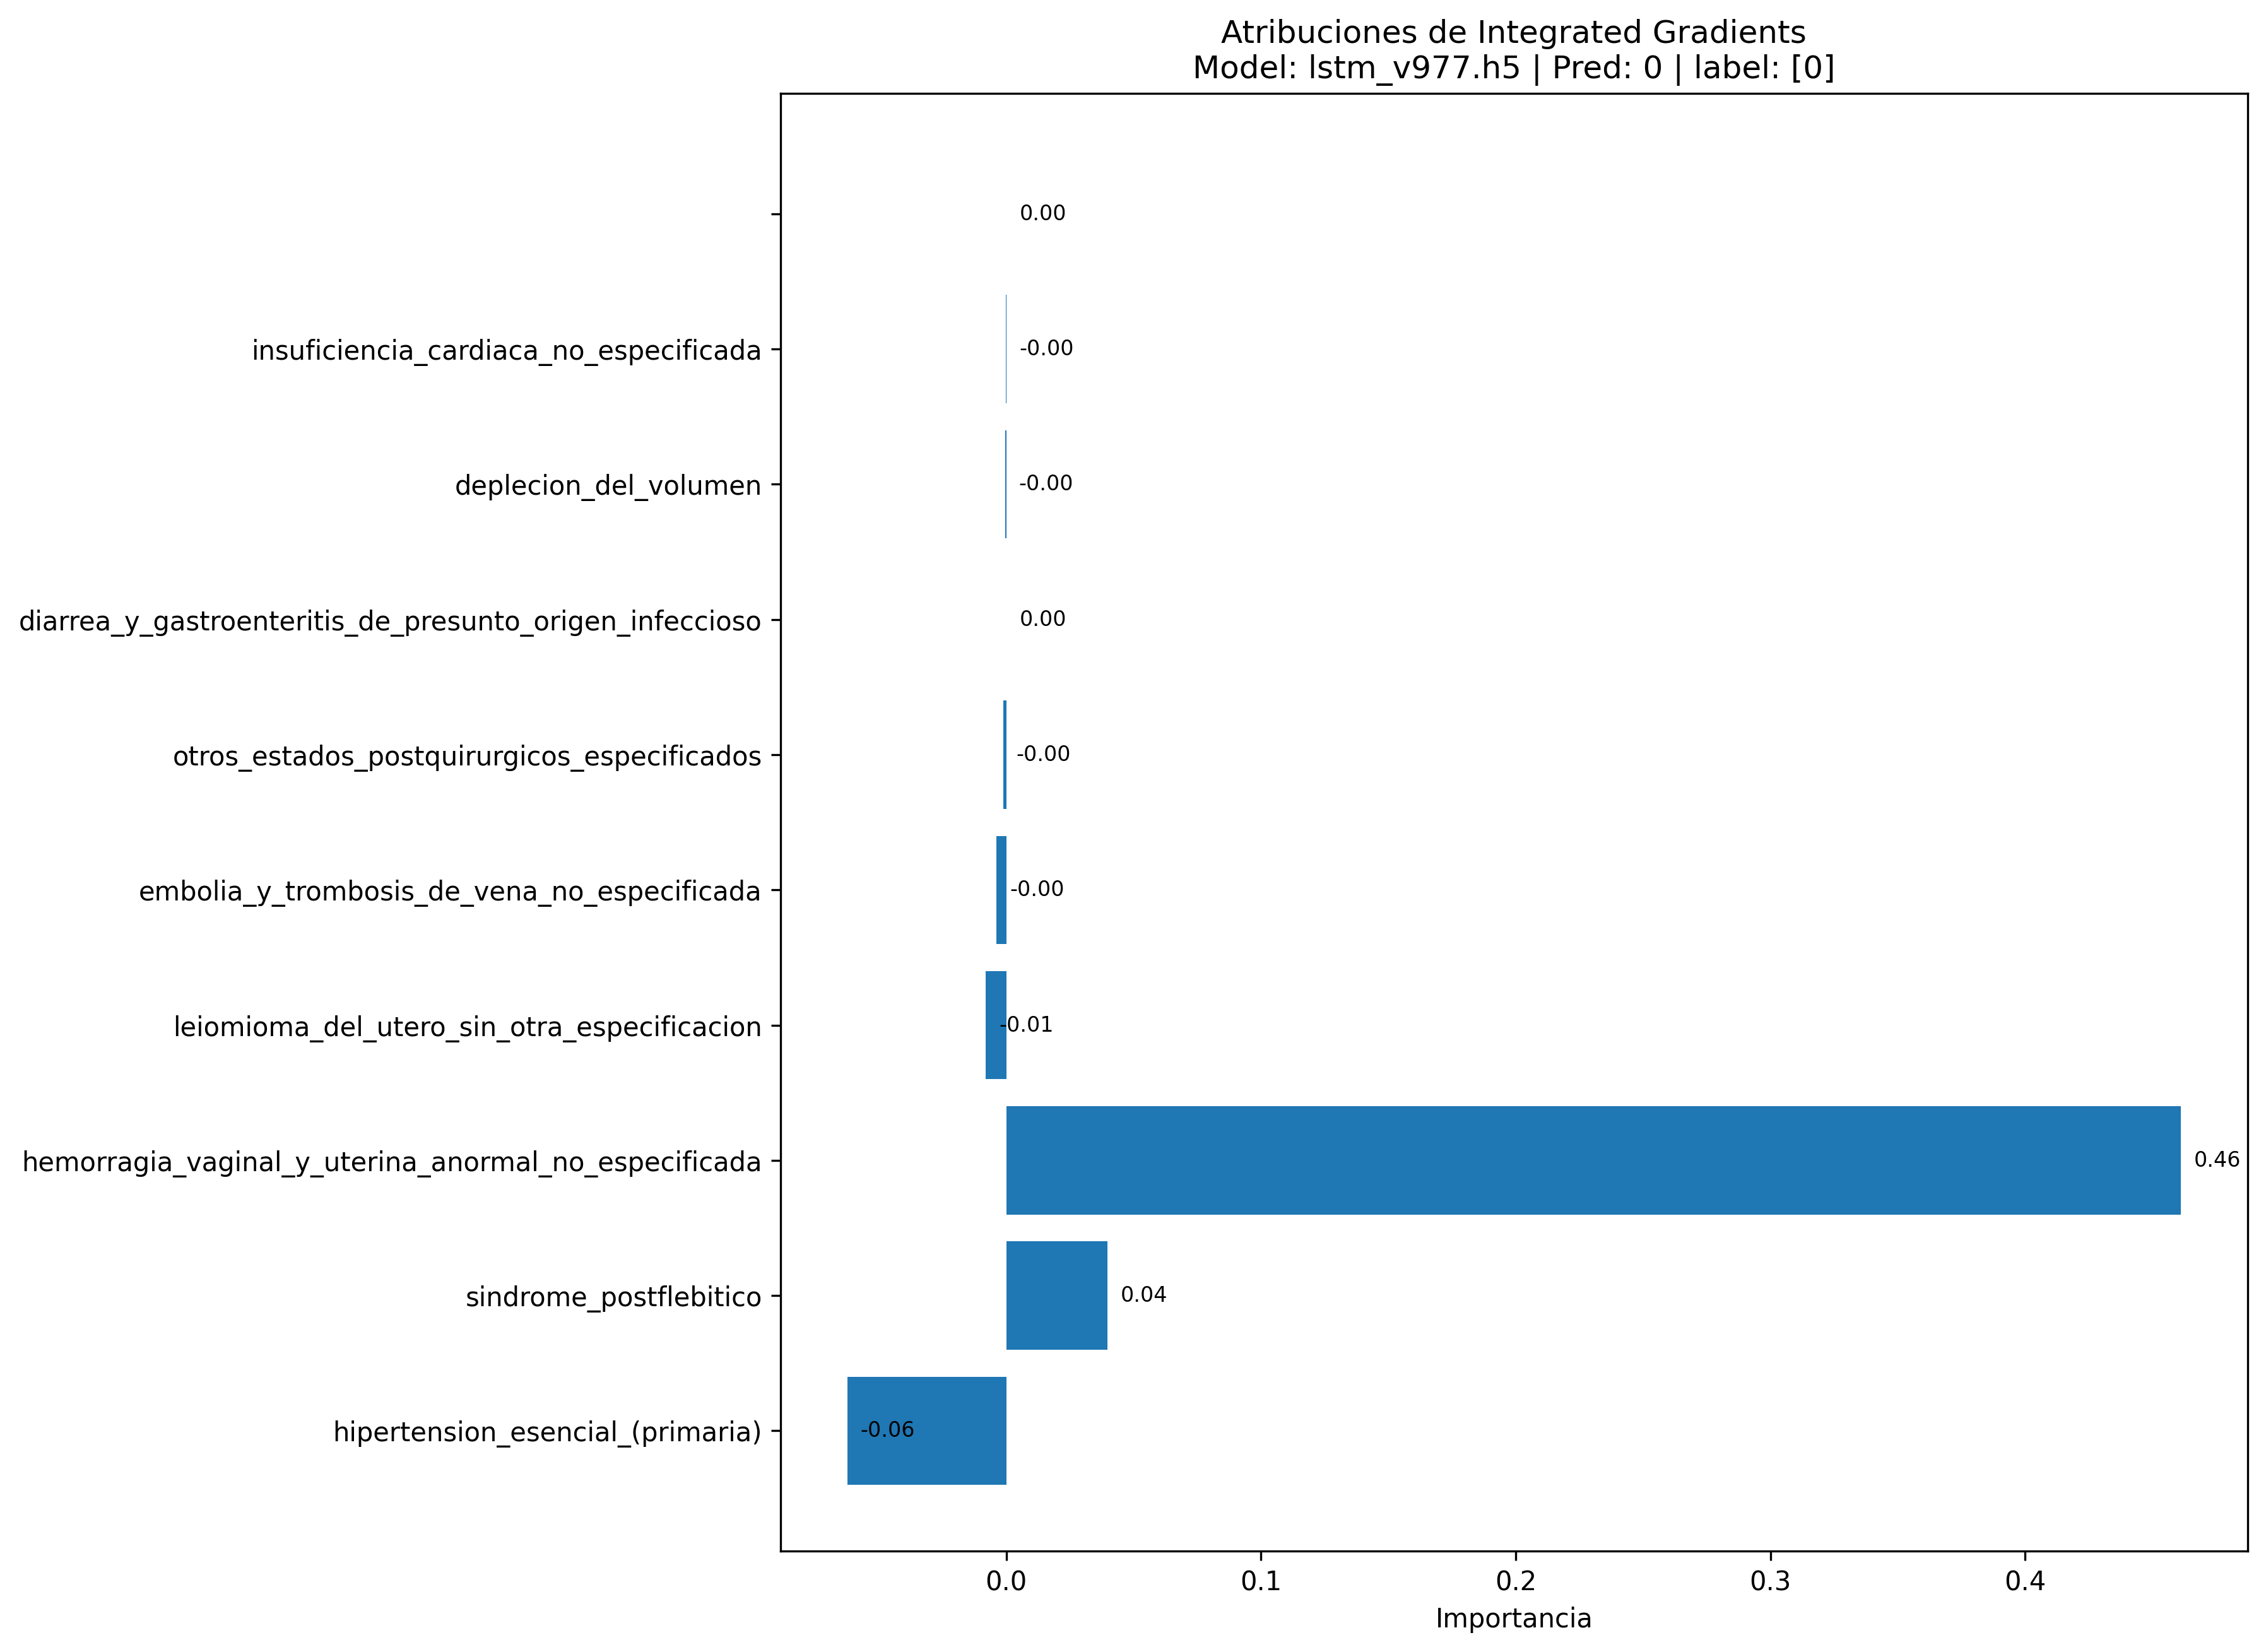 Atribuciones de Integrated Gradients
Model: lstm_v977.h5 | Pred: 0 | label: [0]
0.00
insuficiencia_cardiaca_no_especificada -0.00
deplecion_del_volumen -0.00
diarrea_y_gastroenteritis_de_presunto_origen_infeccioso 0.00
otros_estados_postquirurgicos_especificados -0.00
embolia_y_trombosis_de_vena_no_especificada -0.00
leiomioma_del_utero_sin_otra_especificacion -0.01
hemorragia_vaginal_y_uterina_anormal_no_especificada 0.46
sindrome_postflebitico 0.04
hipertension_esencial_(primaria) -0.06
0.0 0.1 0.2 0.3 0.4
Importancia